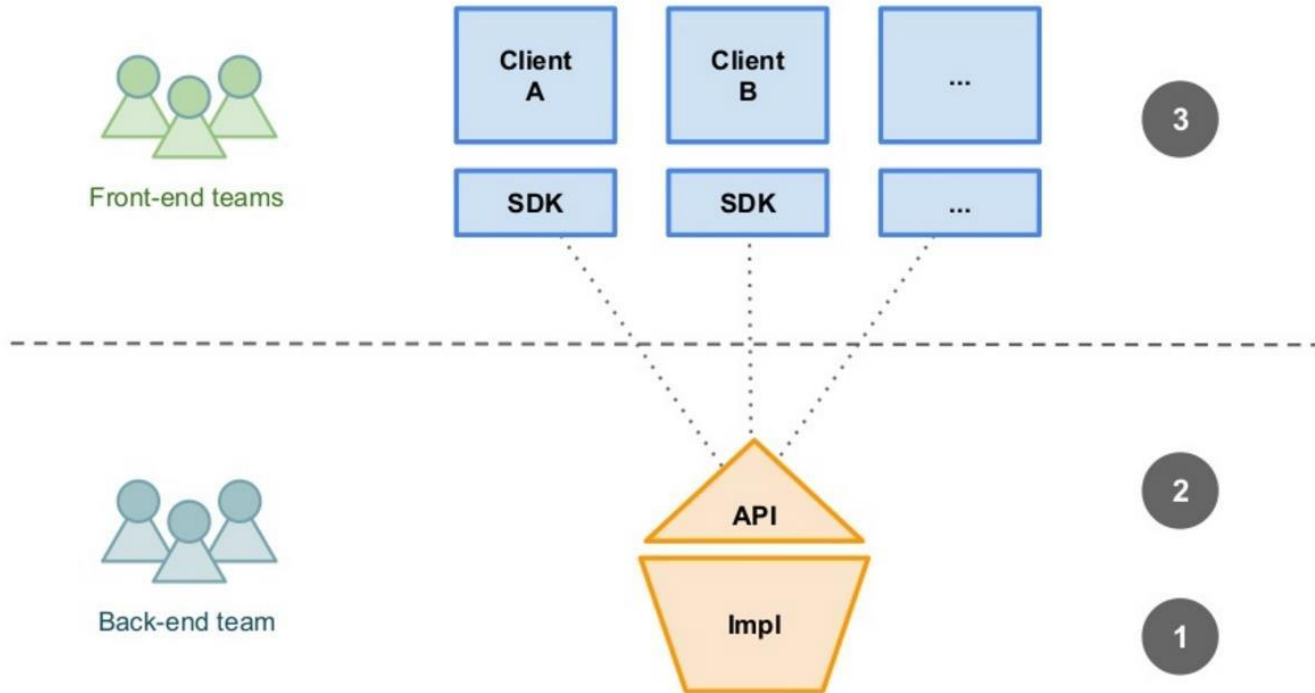 Client
A
Client
B
...
3
Front-end teams
SDK
SDK
...
2
API
Back-end team
Impl
1